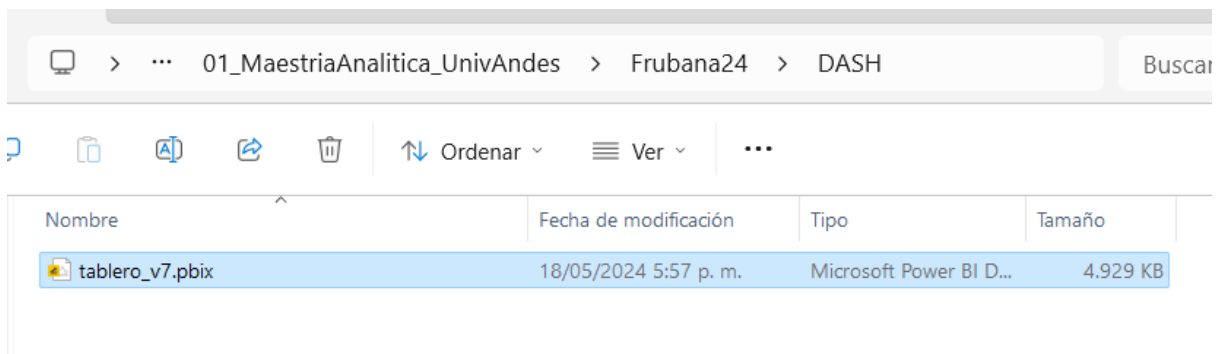 > ... 01_MaestriaAnalitica_UnivAndes > Frubana24 > DASH Buscar
Ordenar Ver ...
Nombre Fecha de modificación Tipo Tamaño
tablero_v7.pbix 18/05/2024 5:57 p. m. Microsoft Power BI D... 4.929 KB